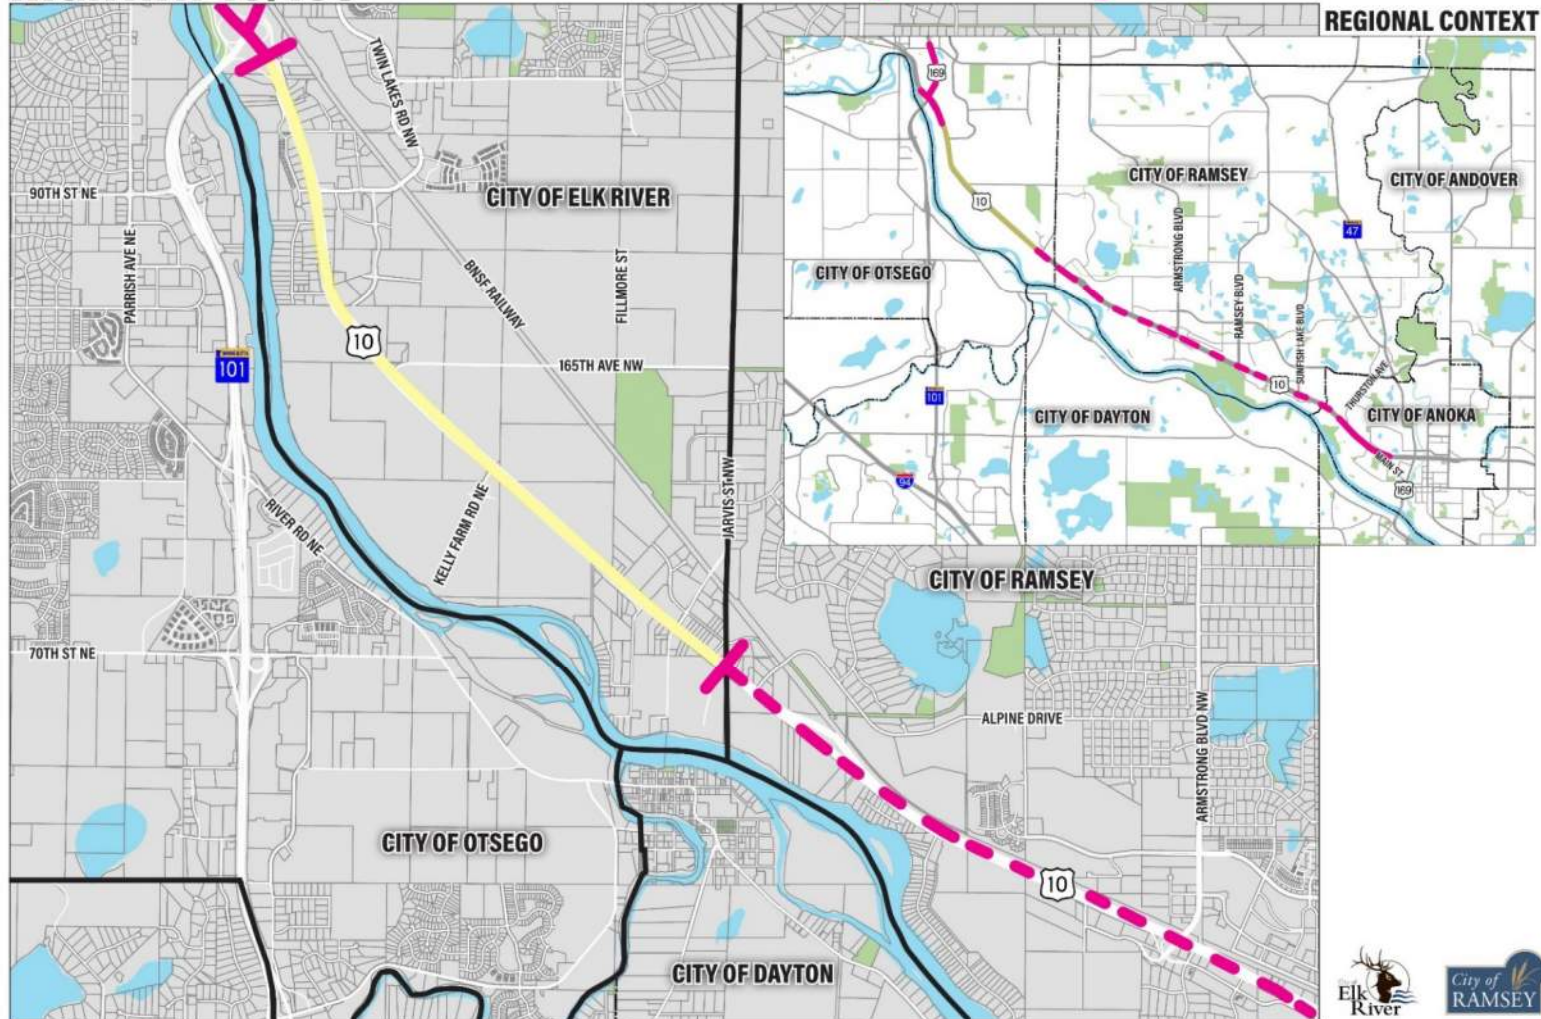 REGIONAL CONTEXT
TWIN LAKES RD NW
169
CITY OF RAMSEY
CITY OF ANDOVER
90TH ST NE
CITY OF ELK RIVER
10
ARMSTRONG BLVD
47
PARRISH AVE NE
BNSF RAILWAY
FILLMORE ST
CITY OF OTSEGO
RAMSEY BLVD
SUNFISH LAKE BLVD
10
101
165TH AVE NW
10
THURSTON AVE
101
CITY OF DAYTON
CITY OF ANOKA
MAIN ST
94
169
RIVER RD NE
KELLY FARM RD NE
JARVIS ST NW
CITY OF RAMSEY
70TH ST NE
ALPINE DRIVE
ARMSTRONG BLVD NW
CITY OF OTSEGO
10
CITY OF DAYTON
Elk
River
City of
RAMSEY